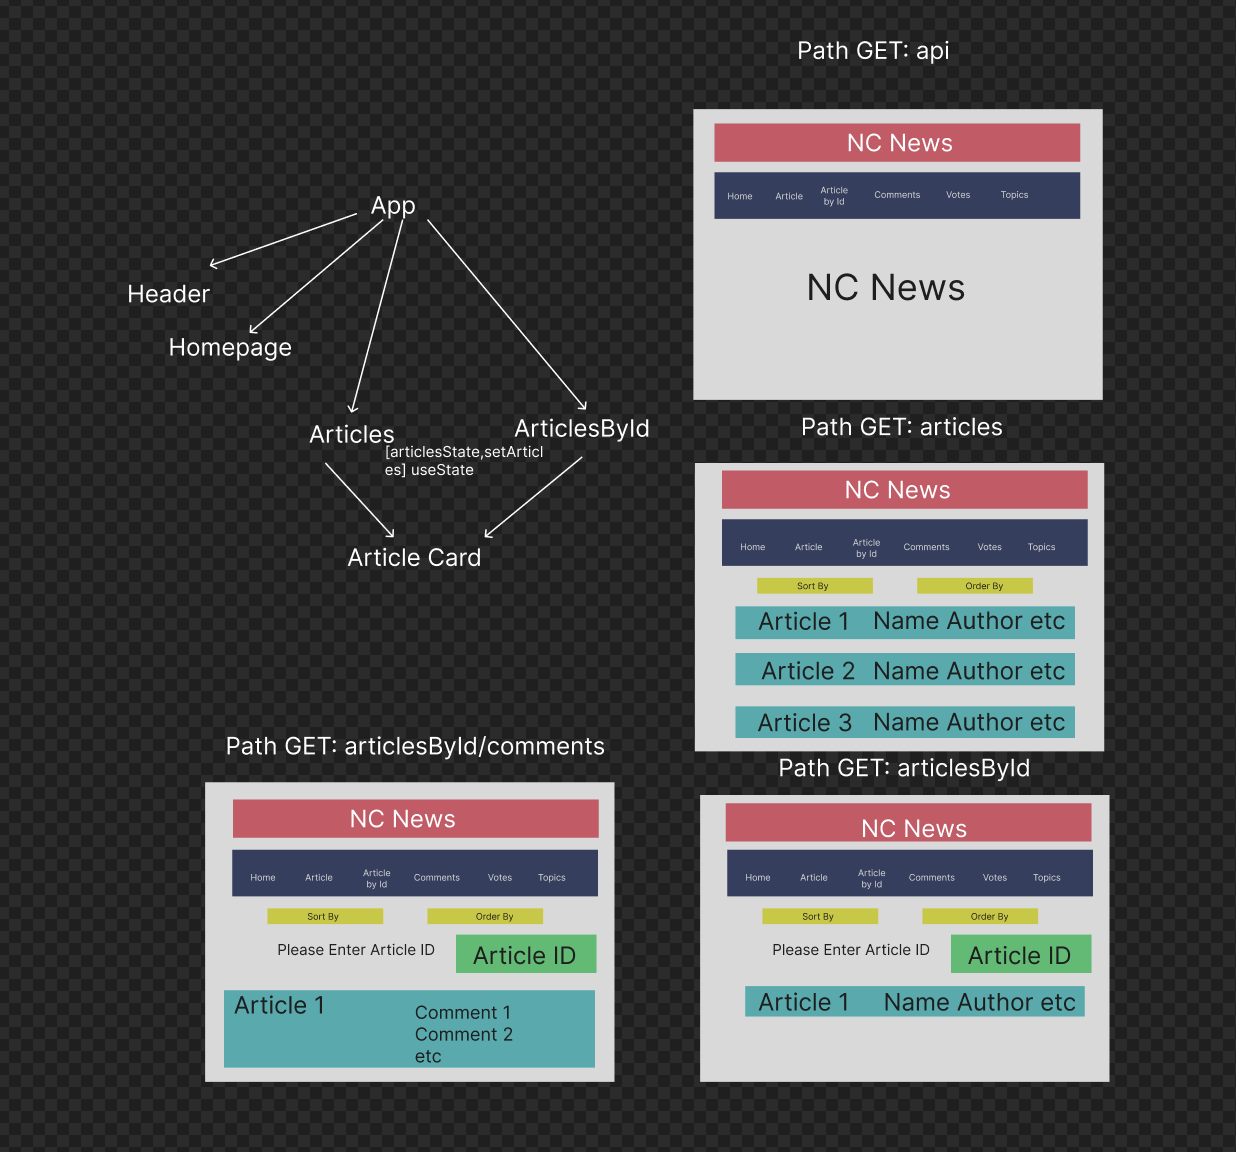 Path GET: api
NC News
Home Article Article by Id Comments Votes Topics
NC News
App
Header
Homepage
Articles
ArticlesById
[articlesState,setArticl
es] useState
Article Card
Path GET: articles
NC News
Home Article Article by Id Comments Votes Topics
Sort By Order By
Article 1 Name Author etc
Article 2 Name Author etc
Article 3 Name Author etc
Path GET: articlesById/comments
NC News
Home Article Article by Id Comments Votes Topics
Sort By Order By
Please Enter Article ID Article ID
Article 1
Comment 1
Comment 2
etc
Path GET: articlesById
NC News
Home Article Article by Id Comments Votes Topics
Sort By Order By
Please Enter Article ID Article ID
Article 1 Name Author etc